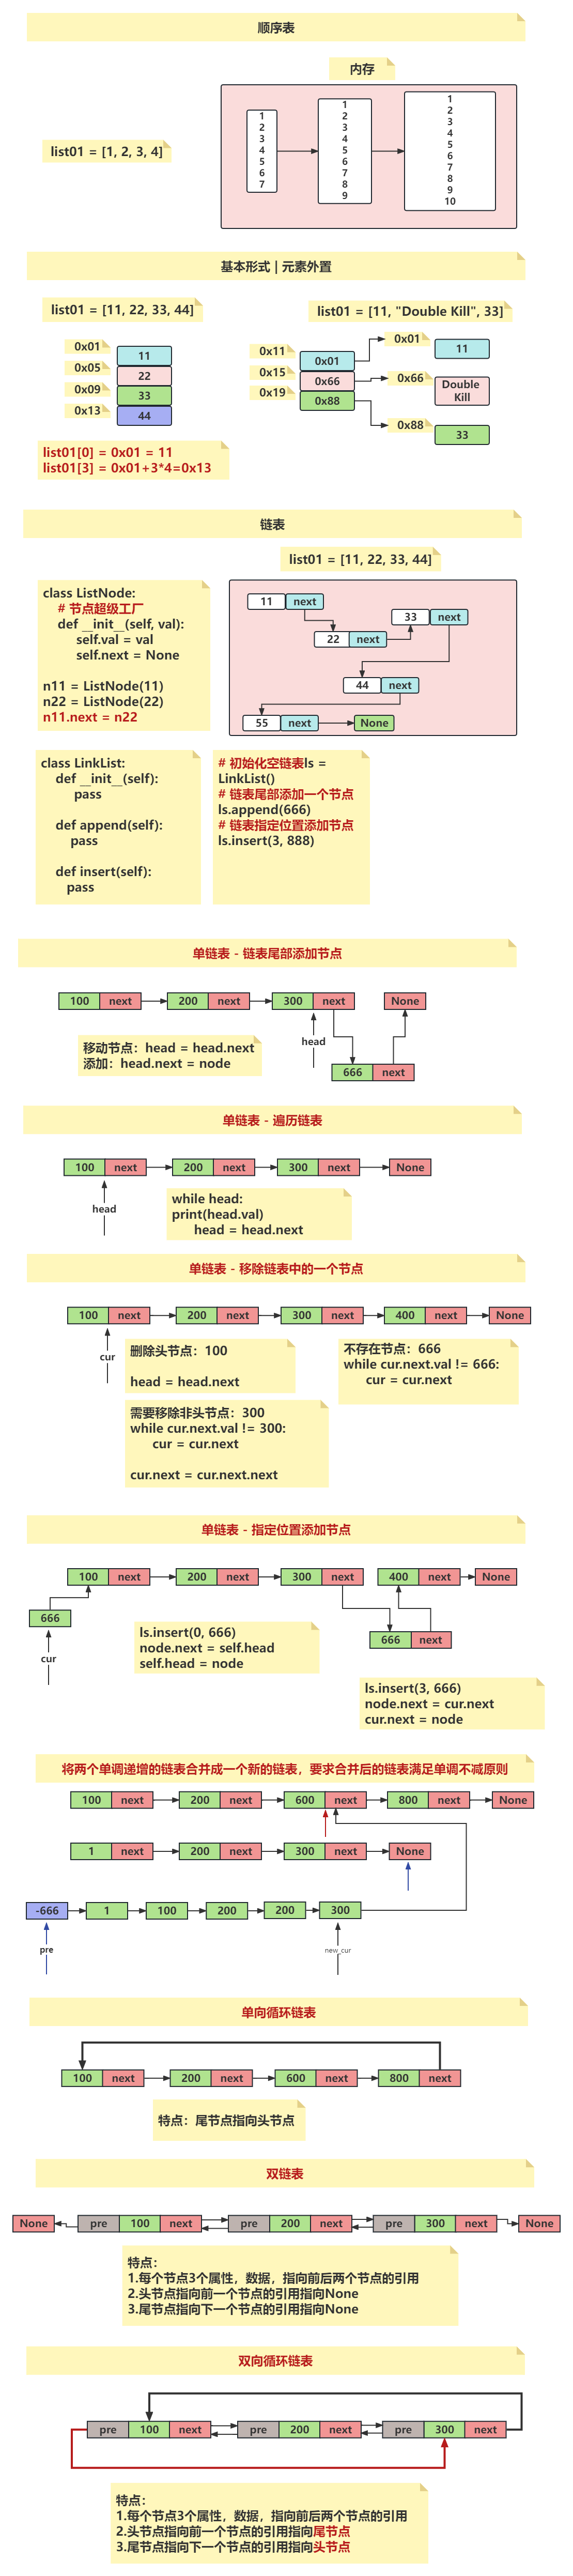 顺序表
内存
list01 = [1, 2, 3, 4]
1
2
3
4
5
6
7
1
2
3
4
5
6
7
8
9
1
2
3
4
5
6
7
8
9
10
基本形式 | 元素外置
list01 = [11, 22, 33, 44]
0x01
11
0x05
22
0x09
33
0x13
44
list01[0] = 0x01 = 11
list01[3] = 0x01+3*4=0x13
list01 = [11, "Double Kill", 33]
0x11
0x01
0x15
0x66
0x19
0x88
0x01
11
0x66
Double
Kill
0x88
33
链表
list01 = [11, 22, 33, 44]
class ListNode:
# 节点超级工厂
def __init__(self, val):
self.val = val
self.next = None
n11 = ListNode(11)
n22 = ListNode(22)
n11.next = n22
11 next
33 next
22 next
44 next
55 next
None
class LinkList:
def __init__(self):
pass
def append(self):
pass
def insert(self):
pass
# 初始化空链表ls =
LinkList()
# 链表尾部添加一个节点
ls.append(666)
# 链表指定位置添加节点
ls.insert(3, 888)
单链表 - 链表尾部添加节点
100 next 200 next 300 next None
head
移动节点：head = head.next
添加：head.next = node
666 next
单链表 - 遍历链表
100 next 200 next 300 next None
head
while head:
print(head.val)
head = head.next
单链表 - 移除链表中的一个节点
100 next 200 next 300 next 400 next None
cur
删除头节点：100
head = head.next
不存在节点：666
while cur.next.val != 666:
cur = cur.next
需要移除非头节点：300
while cur.next.val != 300:
cur = cur.next
cur.next = cur.next.next
单链表 - 指定位置添加节点
100 next 200 next 300 next 400 next None
666
cur
ls.insert(0, 666)
node.next = self.head
self.head = node
666 next
ls.insert(3, 666)
node.next = cur.next
cur.next = node
将两个单调递增的链表合并成一个新的链表，要求合并后的链表满足单调不减原则
100 next 200 next 600 next 800 next None
1 next 200 next 300 next None
-666 1 100 200 200 300
pre
new_cur
单向循环链表
100 next 200 next 600 next 800 next
特点：尾节点指向头节点
双链表
None pre 100 next pre 200 next pre 300 next None
特点：
1.每个节点3个属性，数据，指向前后两个节点的引用
2.头节点指向前一个节点的引用指向None
3.尾节点指向下一个节点的引用指向None
双向循环链表
pre 100 next pre 200 next pre 300 next
特点：
1.每个节点3个属性，数据，指向前后两个节点的引用
2.头节点指向前一个节点的引用指向尾节点
3.尾节点指向下一个节点的引用指向头节点